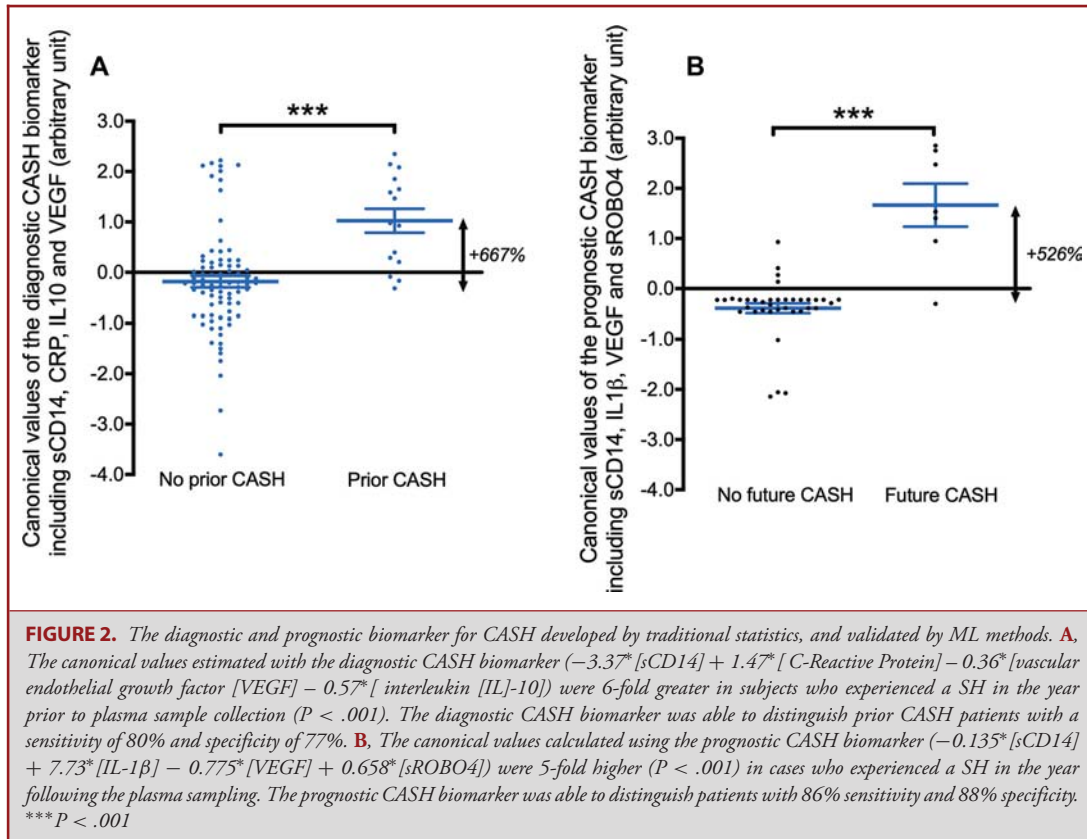 A
Canonical values of the diagnostic CASH biomarker
including sCD14, CRP, IL10 and VEGF (arbitrary unit)
***
3.0
2.0
1.0
0.0
-1.0
-2.0
-3.0
-4.0
+667%
No prior CASH
Prior CASH
B
Canonical values of the prognostic CASH biomarker
including sCD14, IL1β, VEGF and sROBO4 (arbitrary unit)
***
3.0
2.0
1.0
0.0
-1.0
-2.0
-3.0
-4.0
+526%
No future CASH
Future CASH
FIGURE 2. The diagnostic and prognostic biomarker for CASH developed by traditional statistics, and validated by ML methods. A,
The canonical values estimated with the diagnostic CASH biomarker (−3.37*[sCD14] + 1.47*[ C-Reactive Protein] – 0.36*[vascular
endothelial growth factor [VEGF] – 0.57*[ interleukin [IL]-10]) were 6-fold greater in subjects who experienced a SH in the year
prior to plasma sample collection (P < .001). The diagnostic CASH biomarker was able to distinguish prior CASH patients with a
sensitivity of 80% and specificity of 77%. B, The canonical values calculated using the prognostic CASH biomarker (−0.135*[sCD14]
+ 7.73*[IL-1β] − 0.775*[VEGF] + 0.658*[sROBO4]) were 5-fold higher (P < .001) in cases who experienced a SH in the year
following the plasma sampling. The prognostic CASH biomarker was able to distinguish patients with 86% sensitivity and 88% specificity.
***P < .001